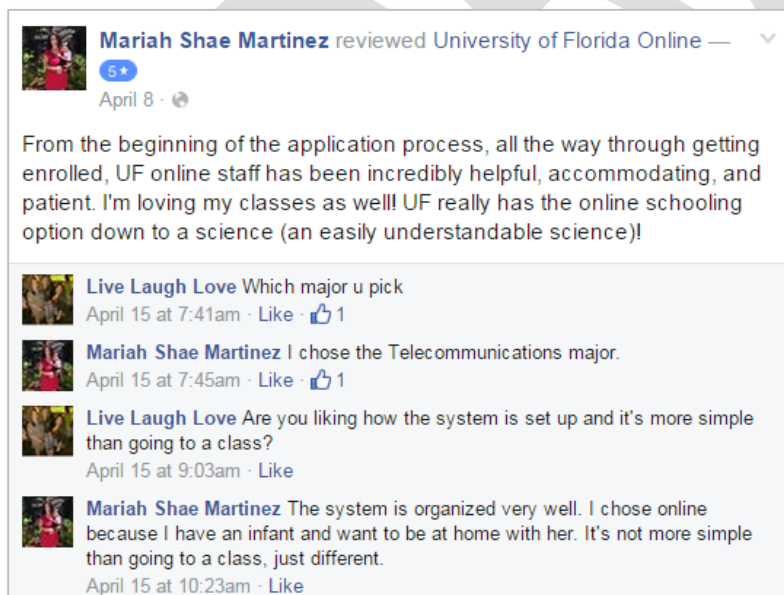 Mariah Shae Martinez reviewed University of Florida Online —
5★
April 8 ·
From the beginning of the application process, all the way through getting
enrolled, UF online staff has been incredibly helpful, accommodating, and
patient. I'm loving my classes as well! UF really has the online schooling
option down to a science (an easily understandable science)!
Live Laugh Love Which major u pick
April 15 at 7:41am · Like · 1
Mariah Shae Martinez I chose the Telecommunications major.
April 15 at 7:45am · Like · 1
Live Laugh Love Are you liking how the system is set up and it's more simple
than going to a class?
April 15 at 9:03am · Like
Mariah Shae Martinez The system is organized very well. I chose online
because I have an infant and want to be at home with her. It's not more simple
than going to a class, just different.
April 15 at 10:23am · Like